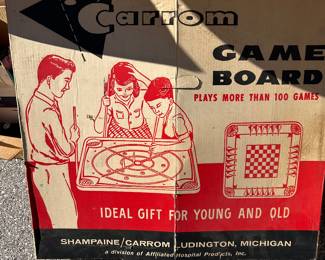 Carrom
GAME
BOARD
PLAYS MORE THAN 100 GAMES
IDEAL GIFT FOR YOUNG AND OLD
SHAMPAINE/CARROM LUDINGTON, MICHIGAN
a division of Affiliated Hospital Products, Inc.